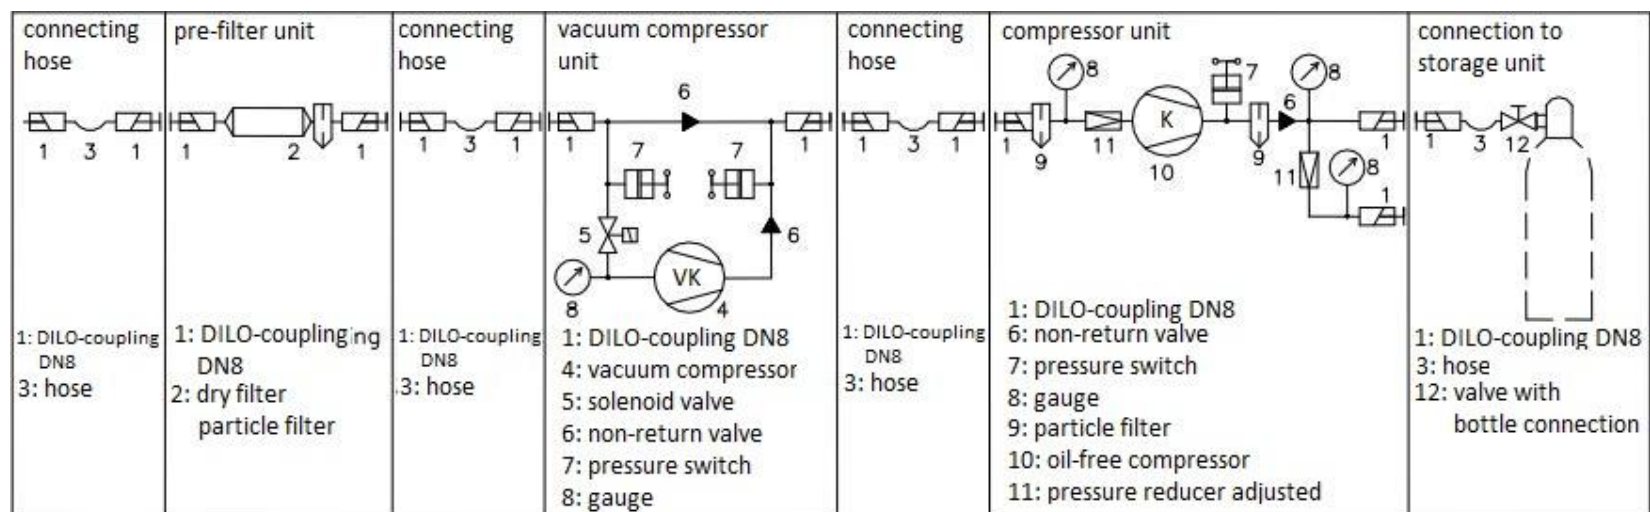 connecting
hose
1
3
1
1: DILO-coupling
DN8
3: hose
pre-filter unit
1
2
1
1: DILO-coupling ing
DN8
2: dry filter
particle filter
connecting
hose
1
3
1
1: DILO-coupling
DN8
3: hose
vacuum compressor
unit
6
1
1
7
7
5
6
VK
8
4
1: DILO-coupling DN8
4: vacuum compressor
5: solenoid valve
6: non-return valve
7: pressure switch
8: gauge
connecting
hose
1
3
1
1: DILO-coupling
DN8
3: hose
compressor unit
8
7
8
6
K
1
9
11
10
9
1
11
8
1
1: DILO-coupling DN8
6: non-return valve
7: pressure switch
8: gauge
9: particle filter
10: oil-free compressor
11: pressure reducer adjusted
connection to
storage unit
1
3
12
1: DILO-coupling DN8
3: hose
12: valve with
bottle connection